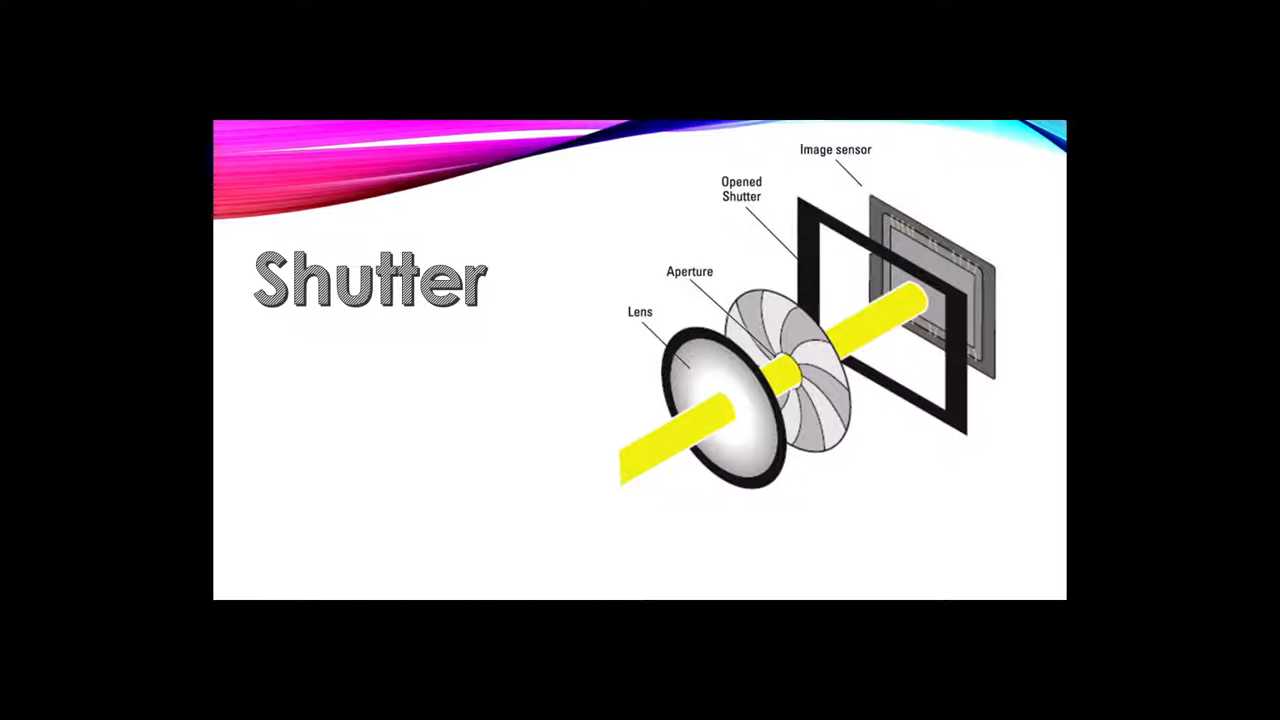 Shutter
Image sensor
Opened
Shutter
Aperture
Lens